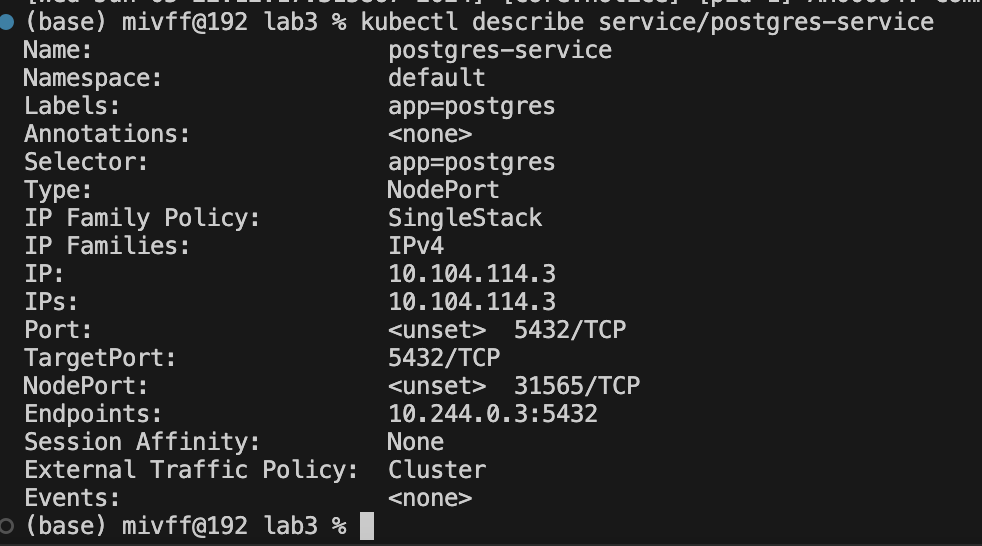 (base) mivff@192 lab3 % kubectl describe service/postgres-service
Name: postgres-service
Namespace: default
Labels: app=postgres
Annotations: <none>
Selector: app=postgres
Type: NodePort
IP Family Policy: SingleStack
IP Families: IPv4
IP: 10.104.114.3
IPs: 10.104.114.3
Port: <unset> 5432/TCP
TargetPort: 5432/TCP
NodePort: <unset> 31565/TCP
Endpoints: 10.244.0.3:5432
Session Affinity: None
External Traffic Policy: Cluster
Events: <none>
(base) mivff@192 lab3 %